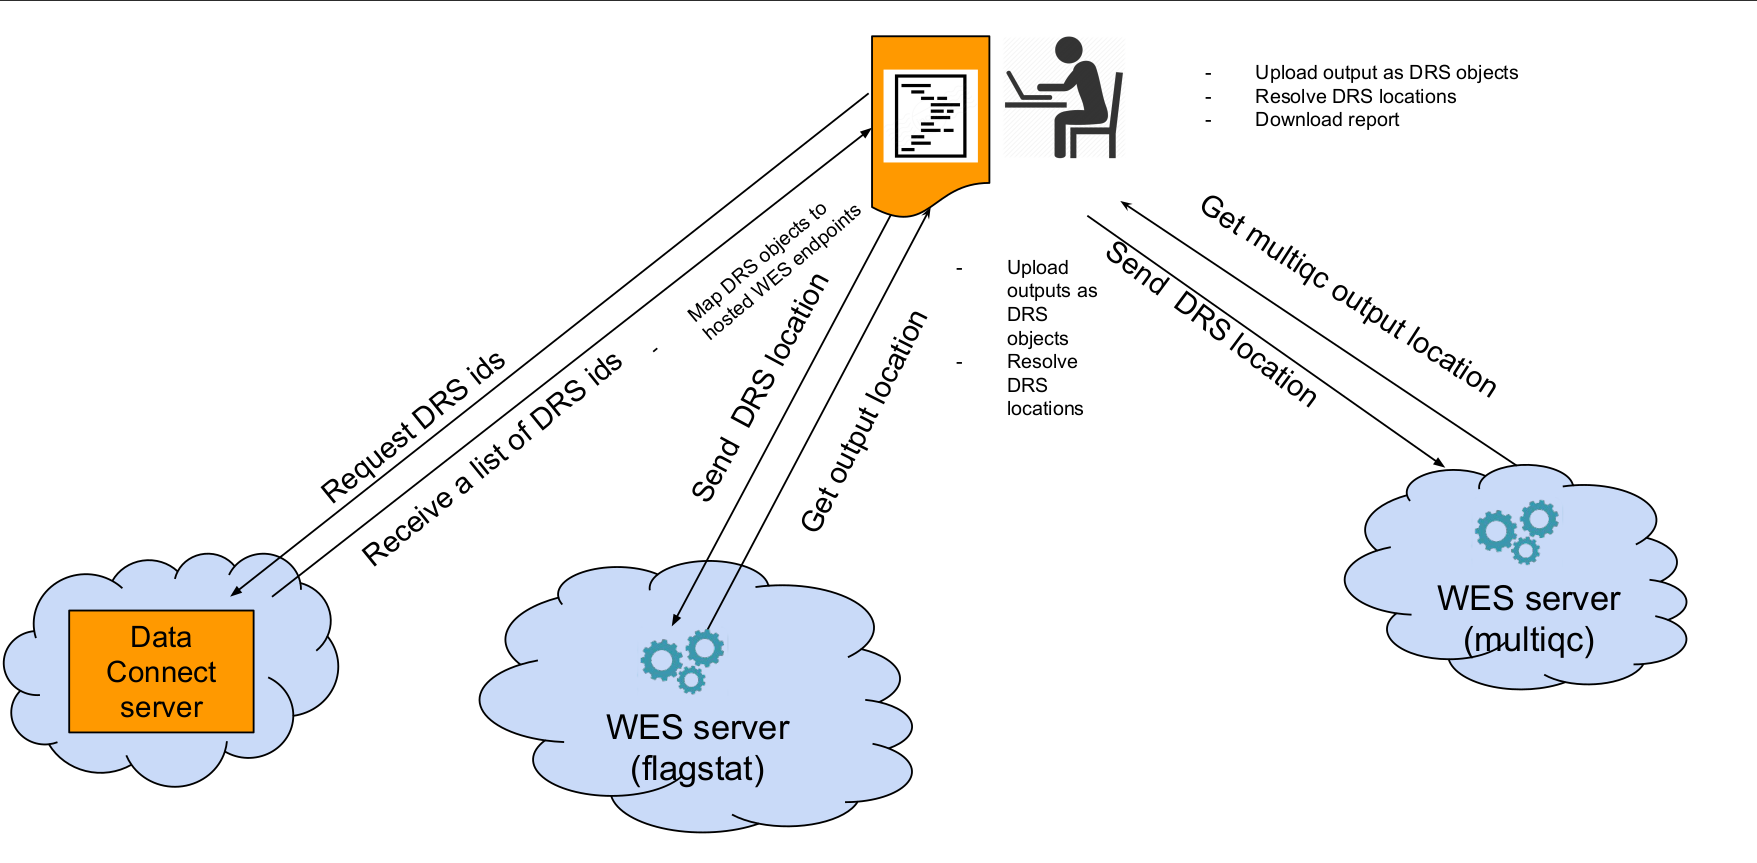 - Upload output as DRS objects
- Resolve DRS locations
- Download report
Map DRS objects to
- hosted WES endpoints
Request DRS ids
Receive a list of DRS ids
Send DRS location
Get output location
- Upload
outputs as
DRS
objects
- Resolve
DRS
locations
Get multiqc output location
Send DRS location
Data
Connect
server
WES server
(flagstat)
WES server
(multiqc)